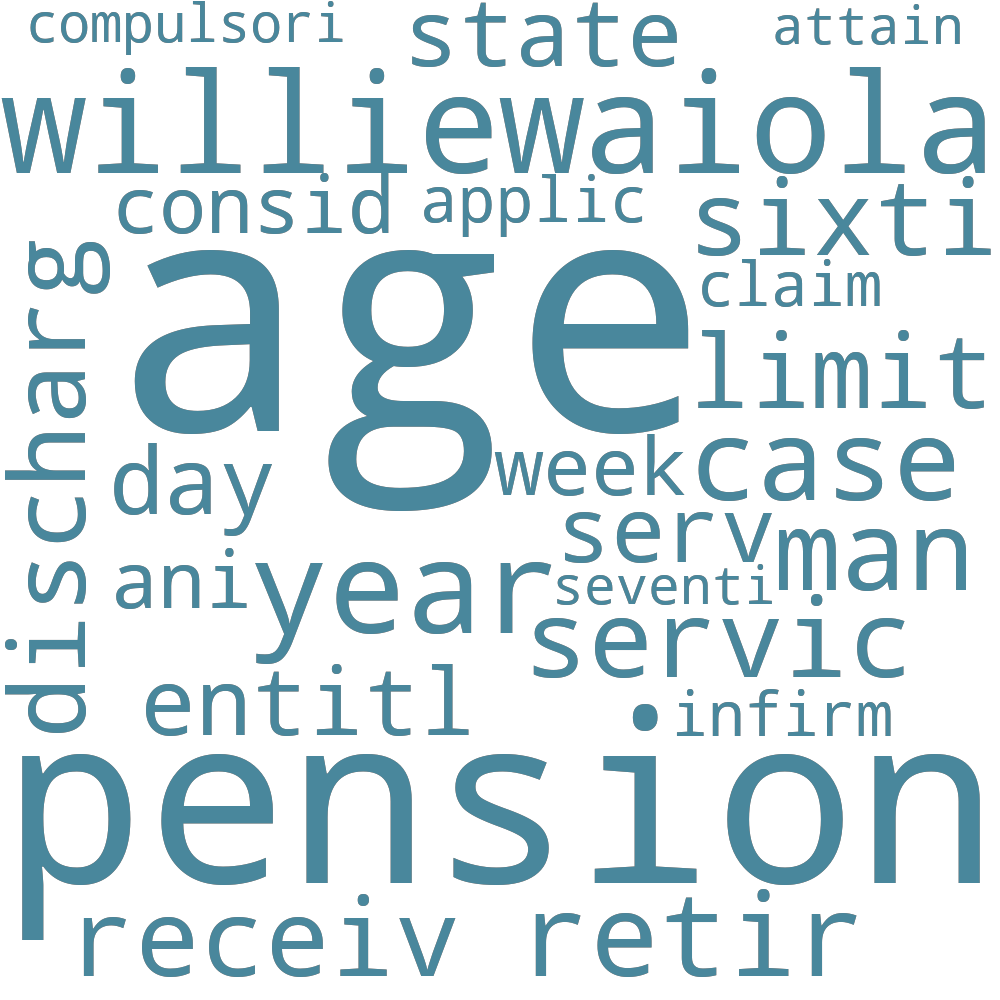 compulsori
state
attain
williewaiola
consid
applic
sixti
claim
age
discharg
limit
day
week
case
serv
man
ani
year
seventi
servic
entitl
infirm
pension
receiv
retir